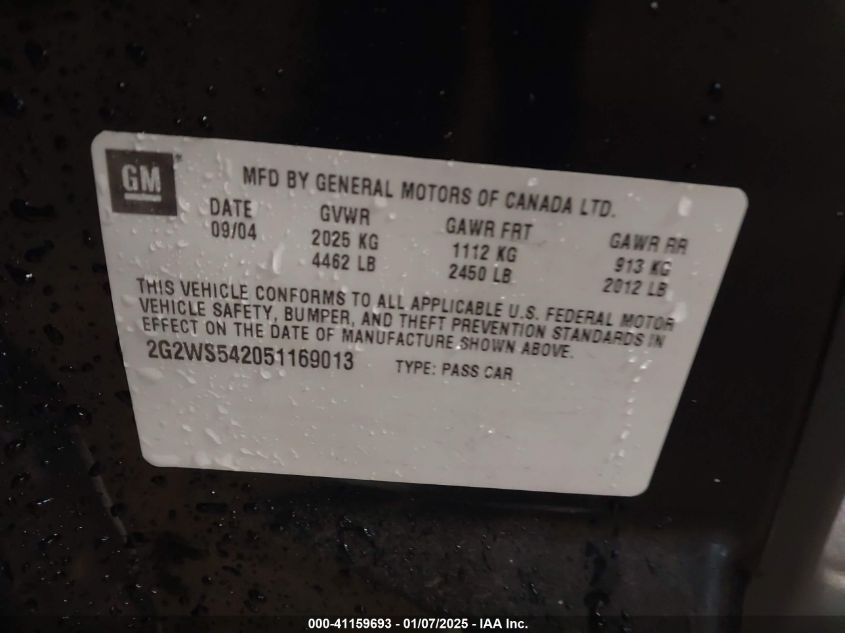 GM
MFD BY GENERAL MOTORS OF CANADA LTD.
DATE GVWR GAWR FRT GAWR RR
09/04 2025 KG 1112 KG 913 KG
4462 LB 2450 LB 2012 LB
THIS VEHICLE CONFORMS TO ALL APPLICABLE U.S. FEDERAL MOTOR
VEHICLE SAFETY, BUMPER, AND THEFT PREVENTION STANDARDS IN
EFFECT ON THE DATE OF MANUFACTURE SHOWN ABOVE.
2G2WS542051169013 TYPE: PASS CAR
000-41159693 - 01/07/2025 - IAA Inc.